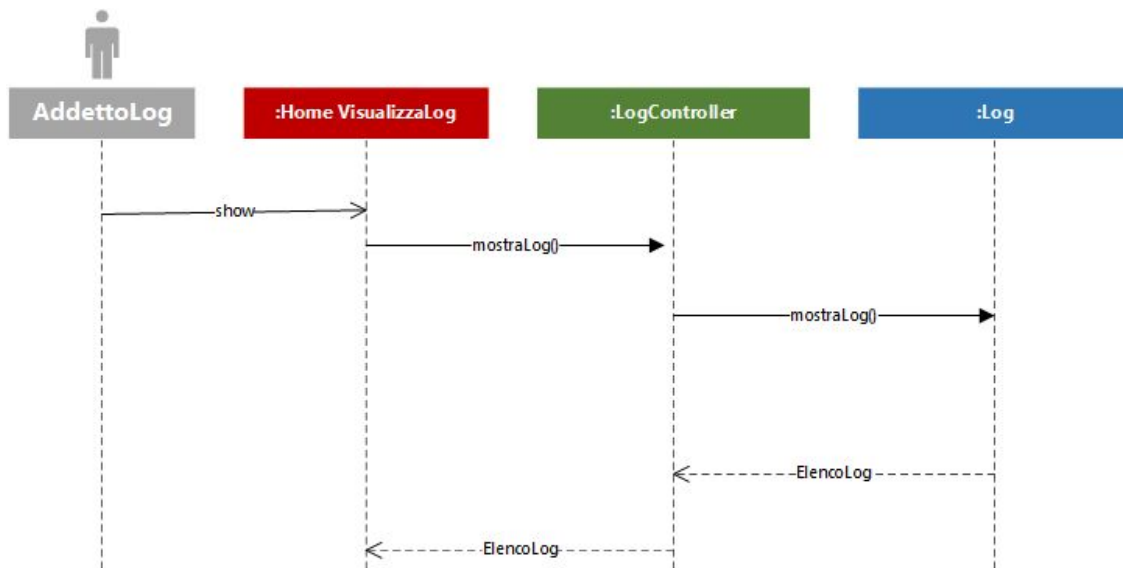 AddettoLog
:Home VisualizzaLog
:LogController
:Log
show
mostraLog()
mostraLog()
ElencoLog
ElencoLog